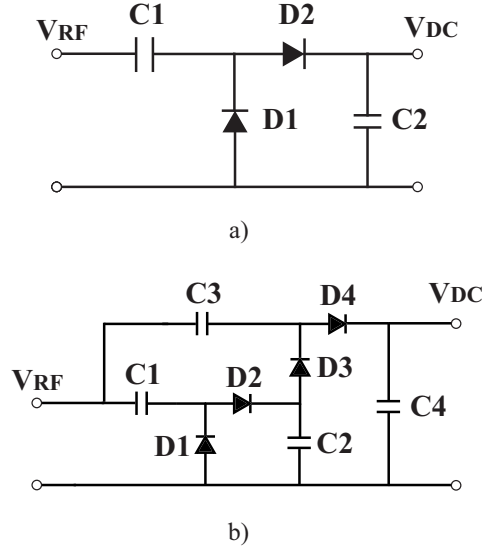 C1 D2
VRF VDC
D1 C2
a)
C3 D4
VDC
D3
VRF C1 D2
C4
D1 C2
b)